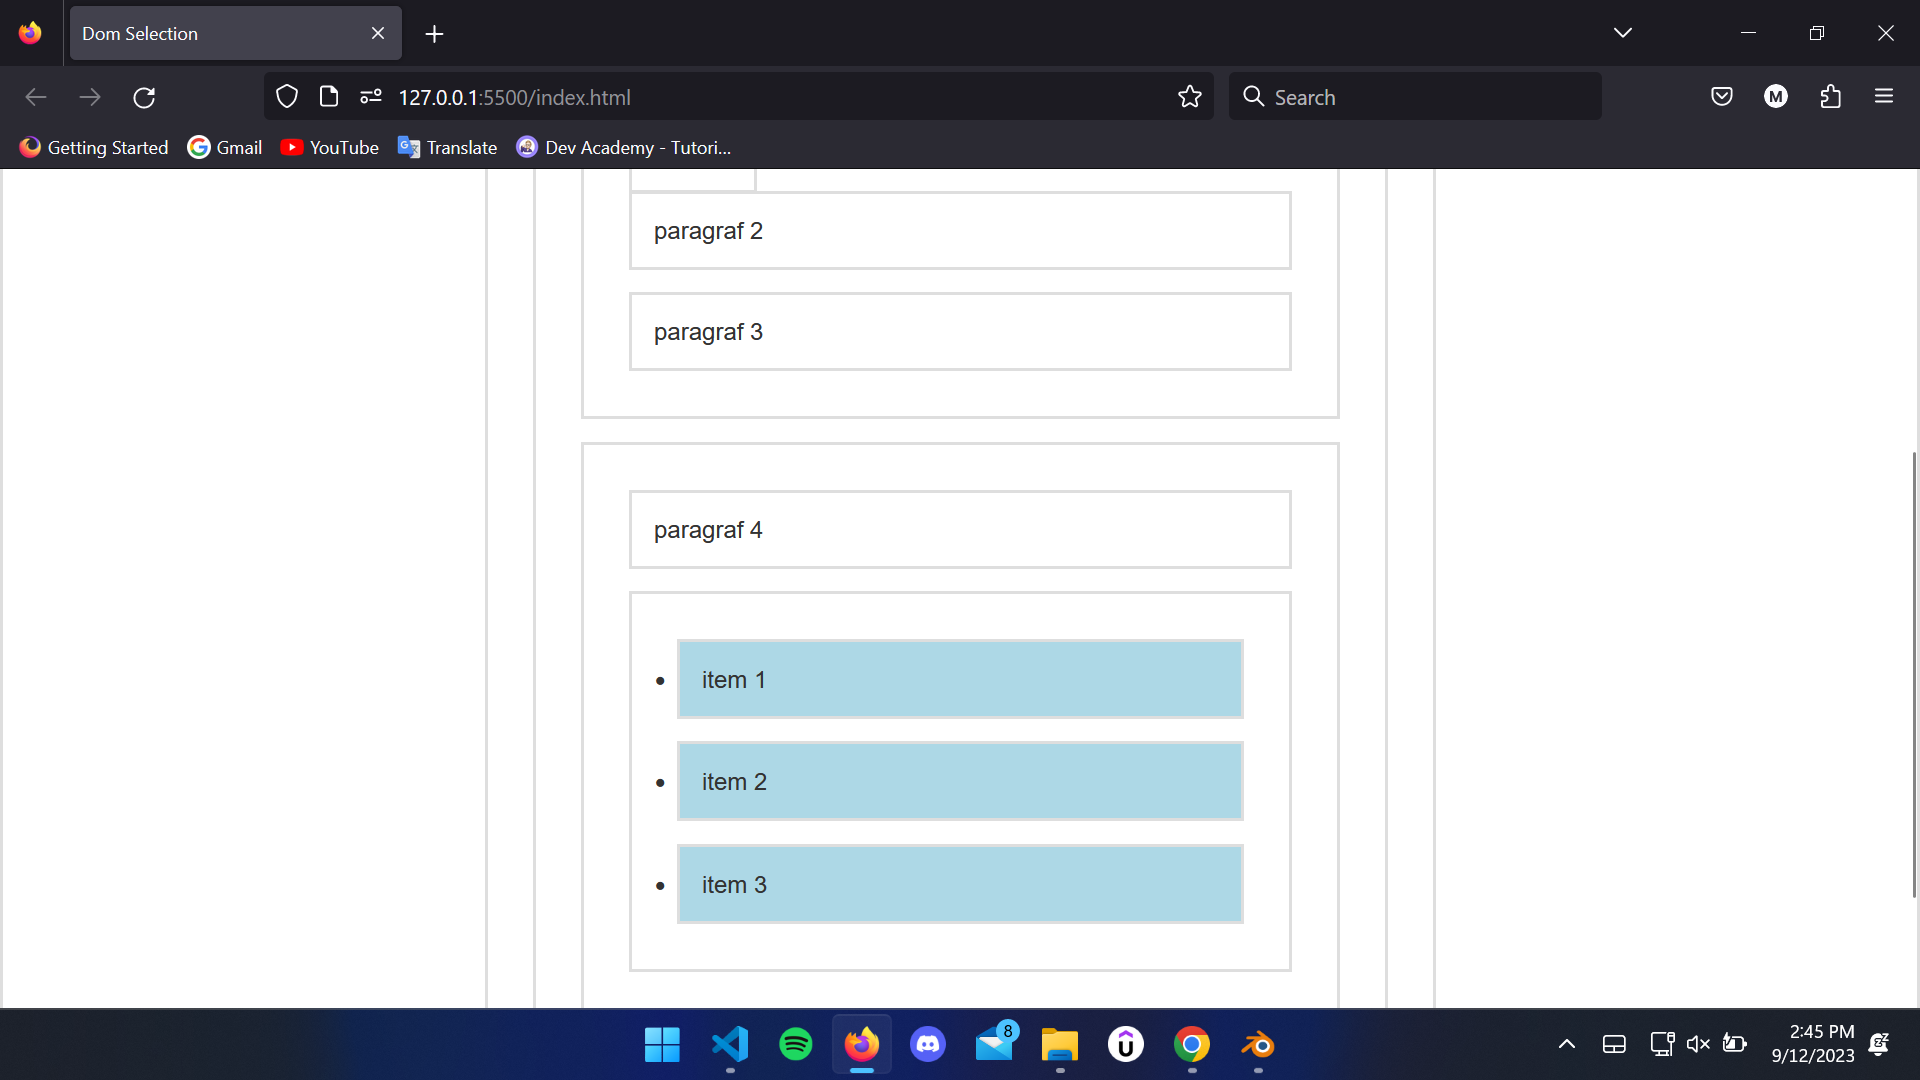 Dom Selection
127.0.0.1:5500/index.html
Search
M
Getting Started
Gmail
YouTube
Translate
Dev Academy - Tutori...
paragraf 2
paragraf 3
paragraf 4
item 1
item 2
item 3
8
2:45 PM
9/12/2023